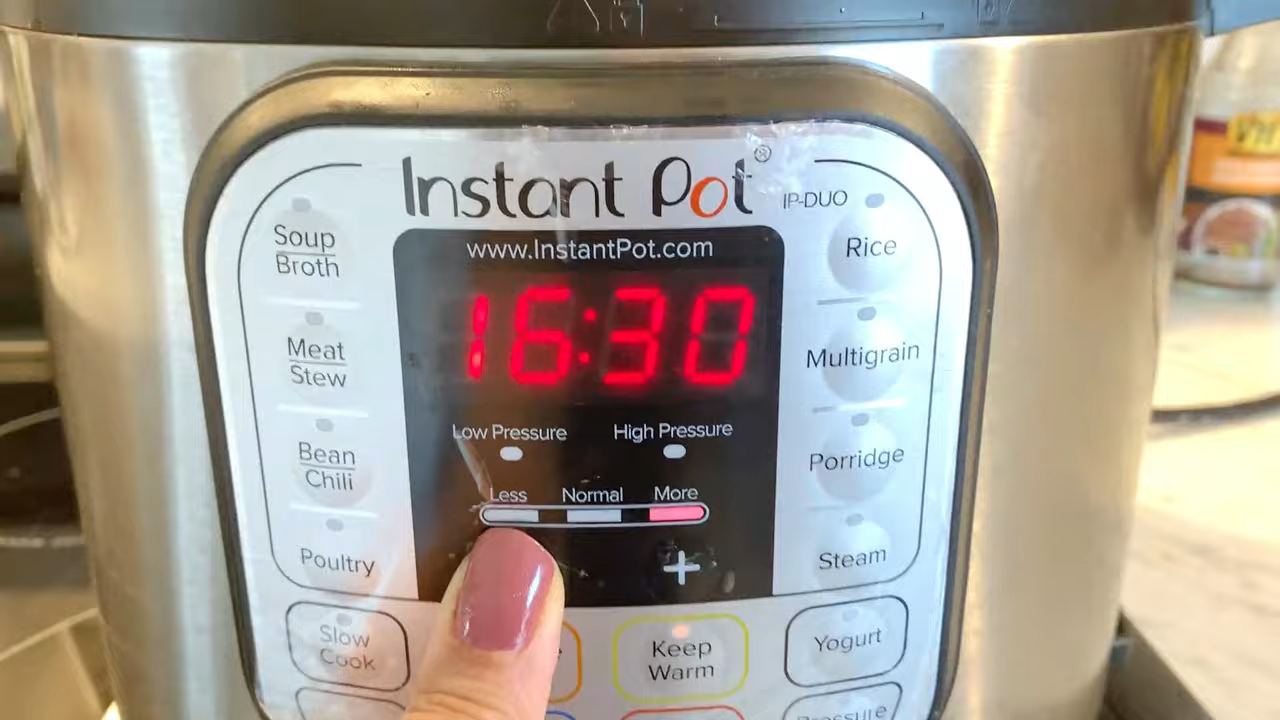 Instant Pot®
IP-DUO
www.InstantPot.com
16:30
Low Pressure
High Pressure
Less
Normal
More
+
Soup
Broth
Meat
Stew
Bean
Chili
Poultry
Slow
Cook
Rice
Multigrain
Porridge
Steam
Keep
Warm
Yogurt
Pressure